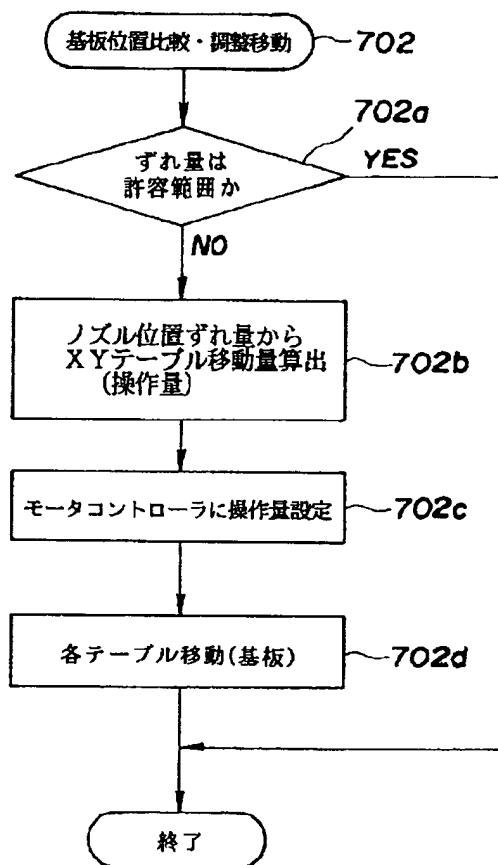 基板位置比較・調整移動
702
702a
ずれ量は
許容範囲か
YES
NO
ノズル位置ずれ量から
XYテーブル移動量算出
(操作量)
702b
モータコントローラに操作量設定
702c
各テーブル移動(基板)
702d
終了